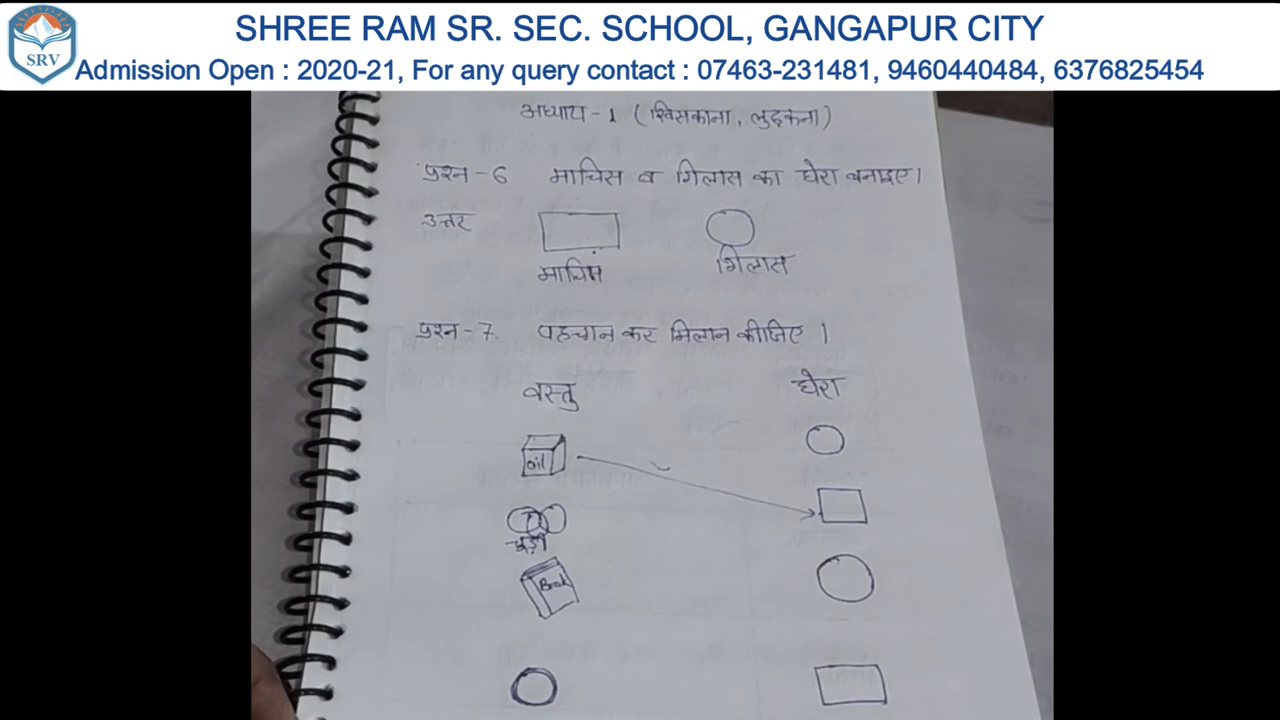 SHREE RAM SR. SEC. SCHOOL, GANGAPUR CITY
SRV
Admission Open : 2020-21, For any query contact : 07463-231481, 9460440484, 6376825454
अध्याय-1 (खिसकाना, लुढ़कना)
प्रश्न-6 माचिस व गिलास का घेरा बनाइए।
उत्तर
माचिस गिलास
प्रश्न-7. पहचान कर मिलान कीजिए।
वस्तु घेरा
oil
चूड़ी
Book